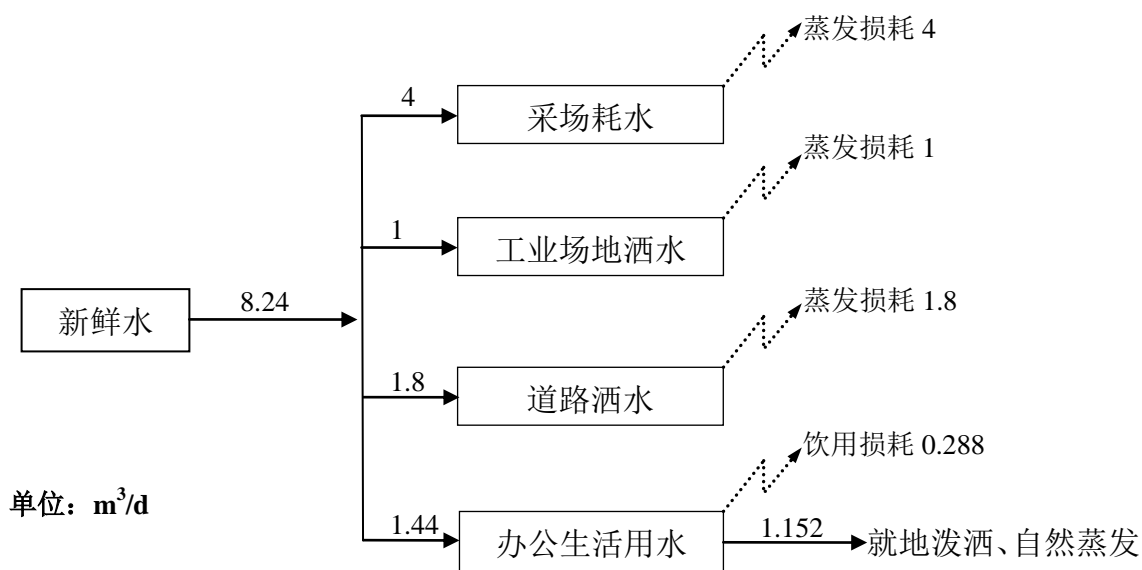 蒸发损耗 4
4
采场耗水
蒸发损耗 1
1
工业场地洒水
蒸发损耗 1.8
新鲜水
8.24
1.8
道路洒水
饮用损耗 0.288
单位：m³/d
1.44
办公生活用水
1.152
就地泼洒、自然蒸发